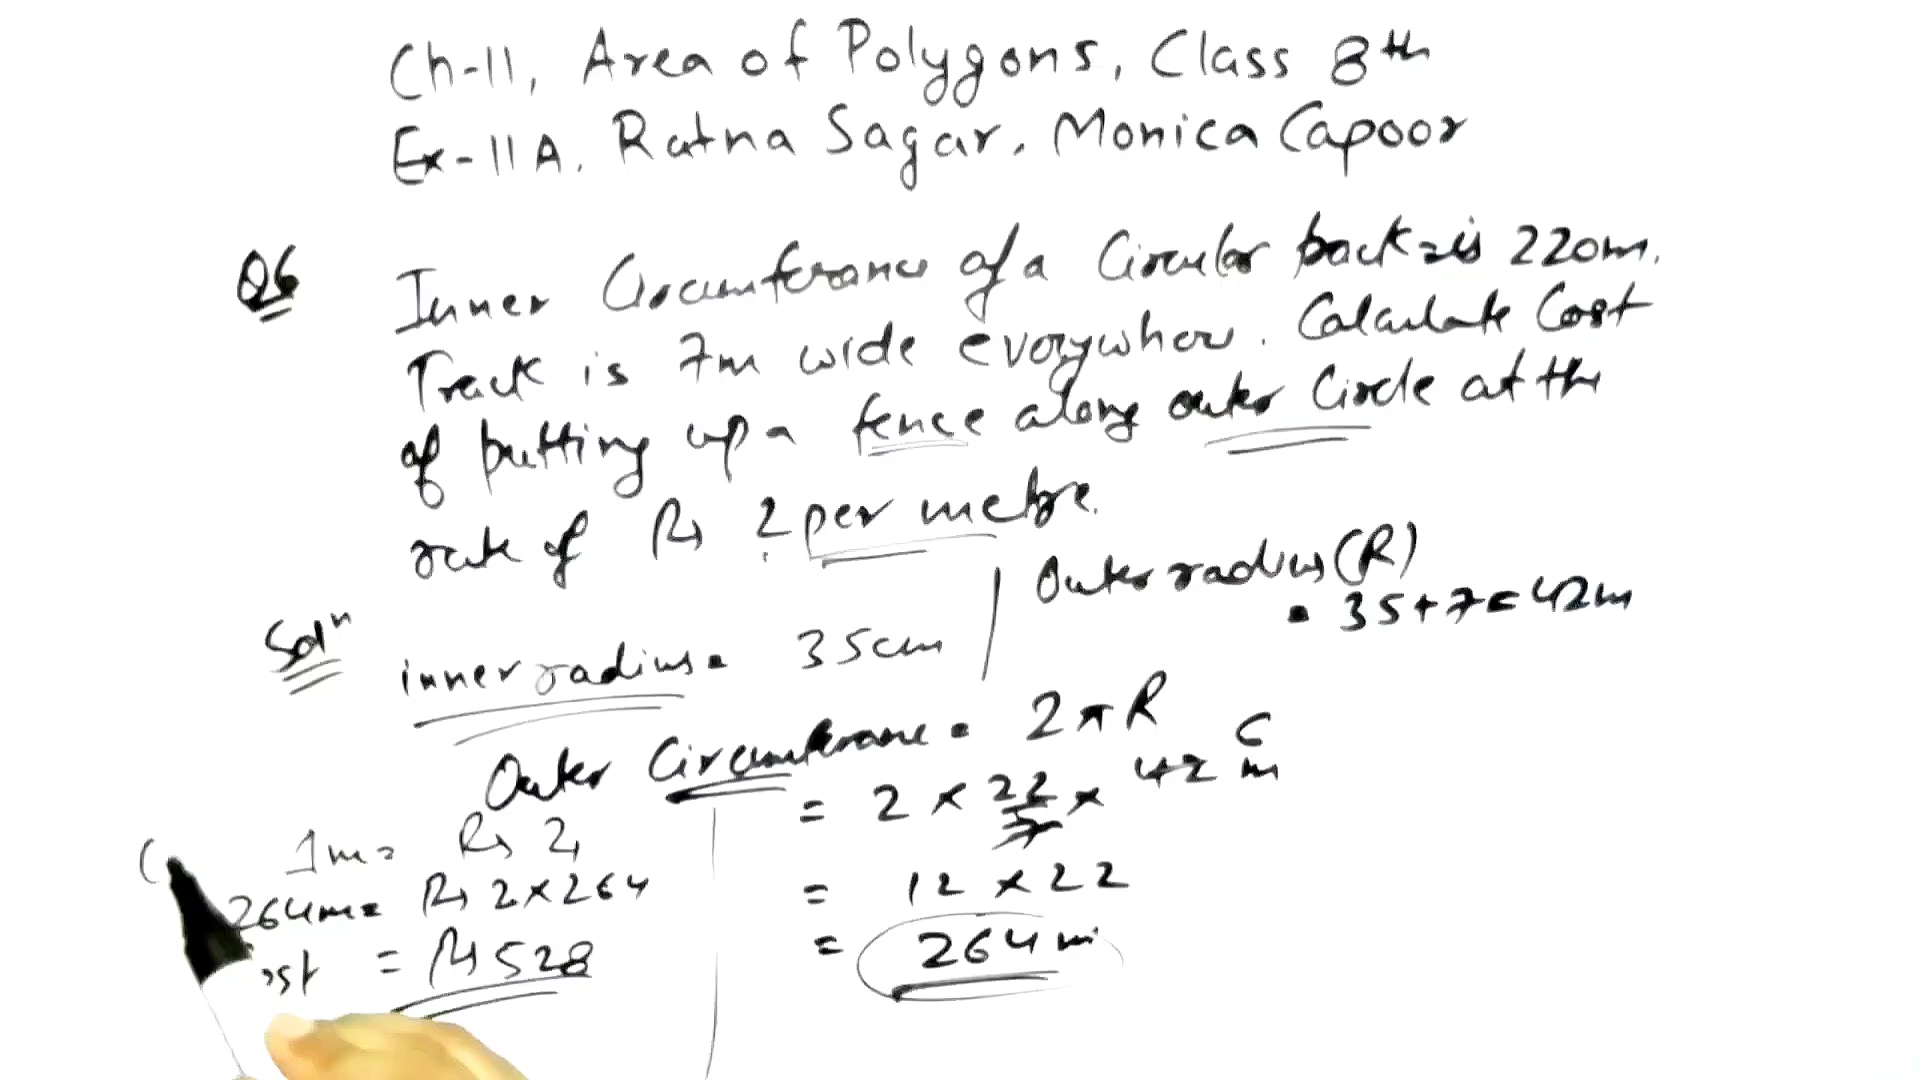 Ch-11, Area of Polygons, Class 8th
Ex-11A, Ratna Sagar, Monica Capoor
Q6
Inner Circumference of a Circular is 220m.
Track is 7m wide everywhere. Calculate Cost
of putting up a fence along outer Circle at the
rate of Rs 2 per metre.
Soln
inner radius = 35cm
Outer radius (R)
= 35+7 = 42m
Outer Circumference = 2πR
= 2 × 22/7 × 42 m 6
= 12 × 22
= 264m
1m = Rs 2
264m = Rs 2×264
= Rs 528